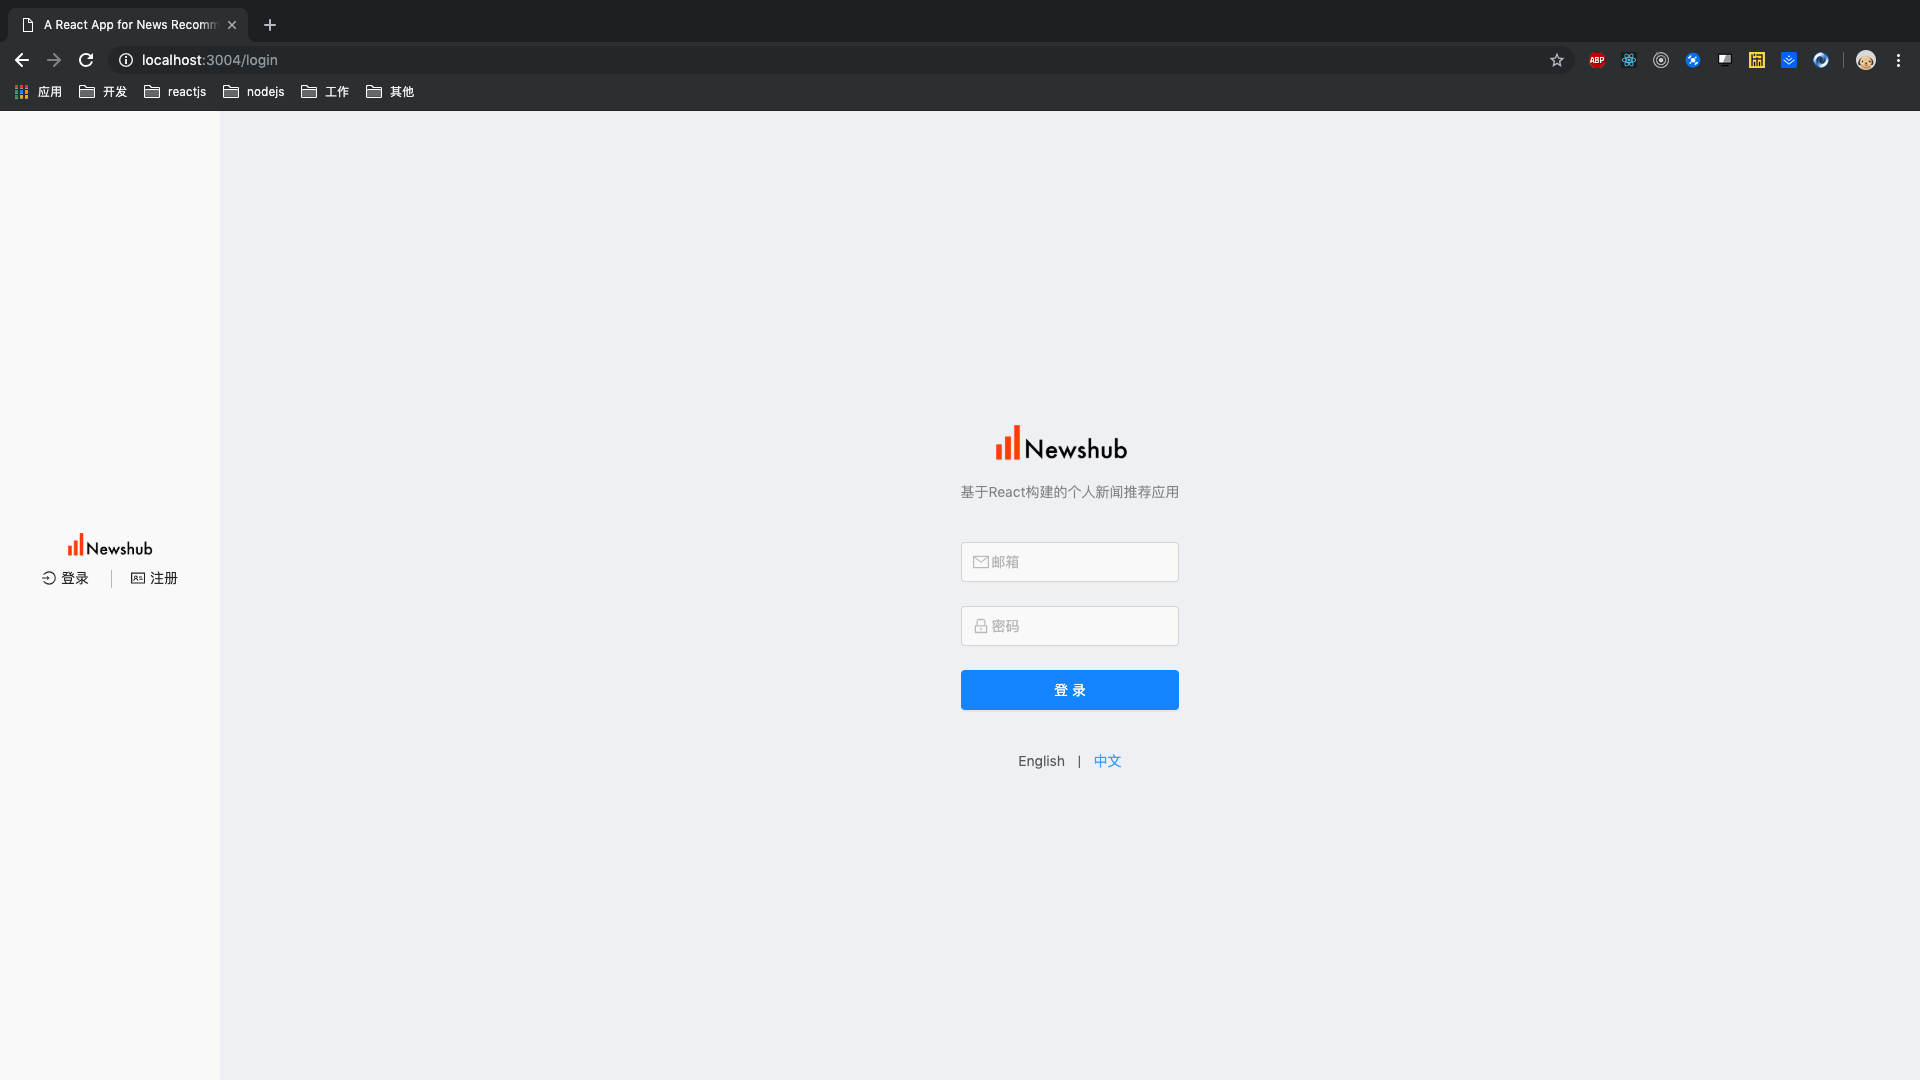 A React App for News Recomm
localhost:3004/login
ABP
应用 开发 reactjs nodejs 工作 其他
Newshub
登录 注册
Newshub
基于React构建的个人新闻推荐应用
邮箱
密码
登 录
English | 中文